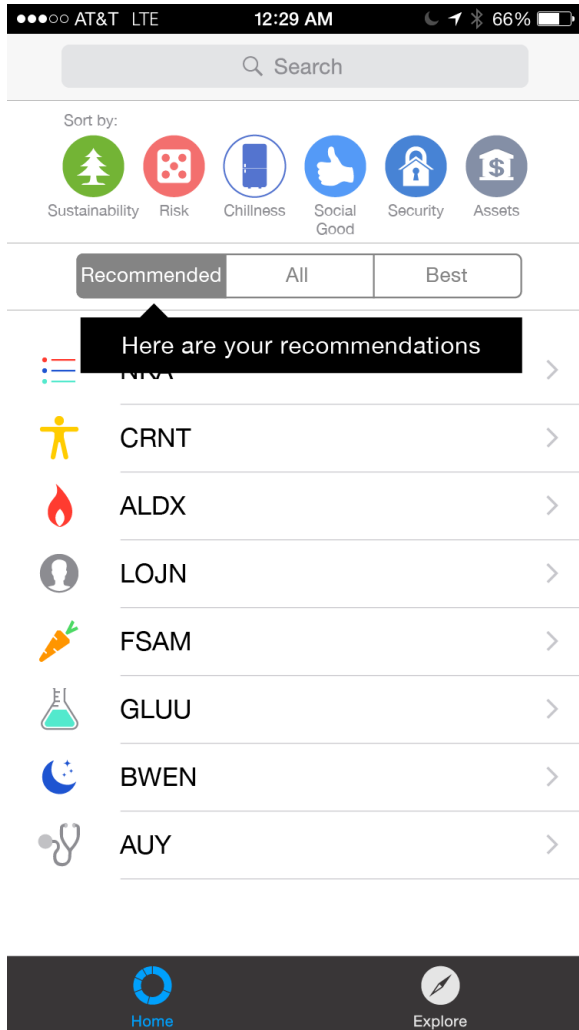 AT&T LTE 12:29 AM 66%
Search
Sort by:
Sustainability Risk Chillness Social Good Security Assets
Recommended All Best
Here are your recommendations
CRNT
ALDX
LOJN
FSAM
GLUU
BWEN
AUY
Home Explore